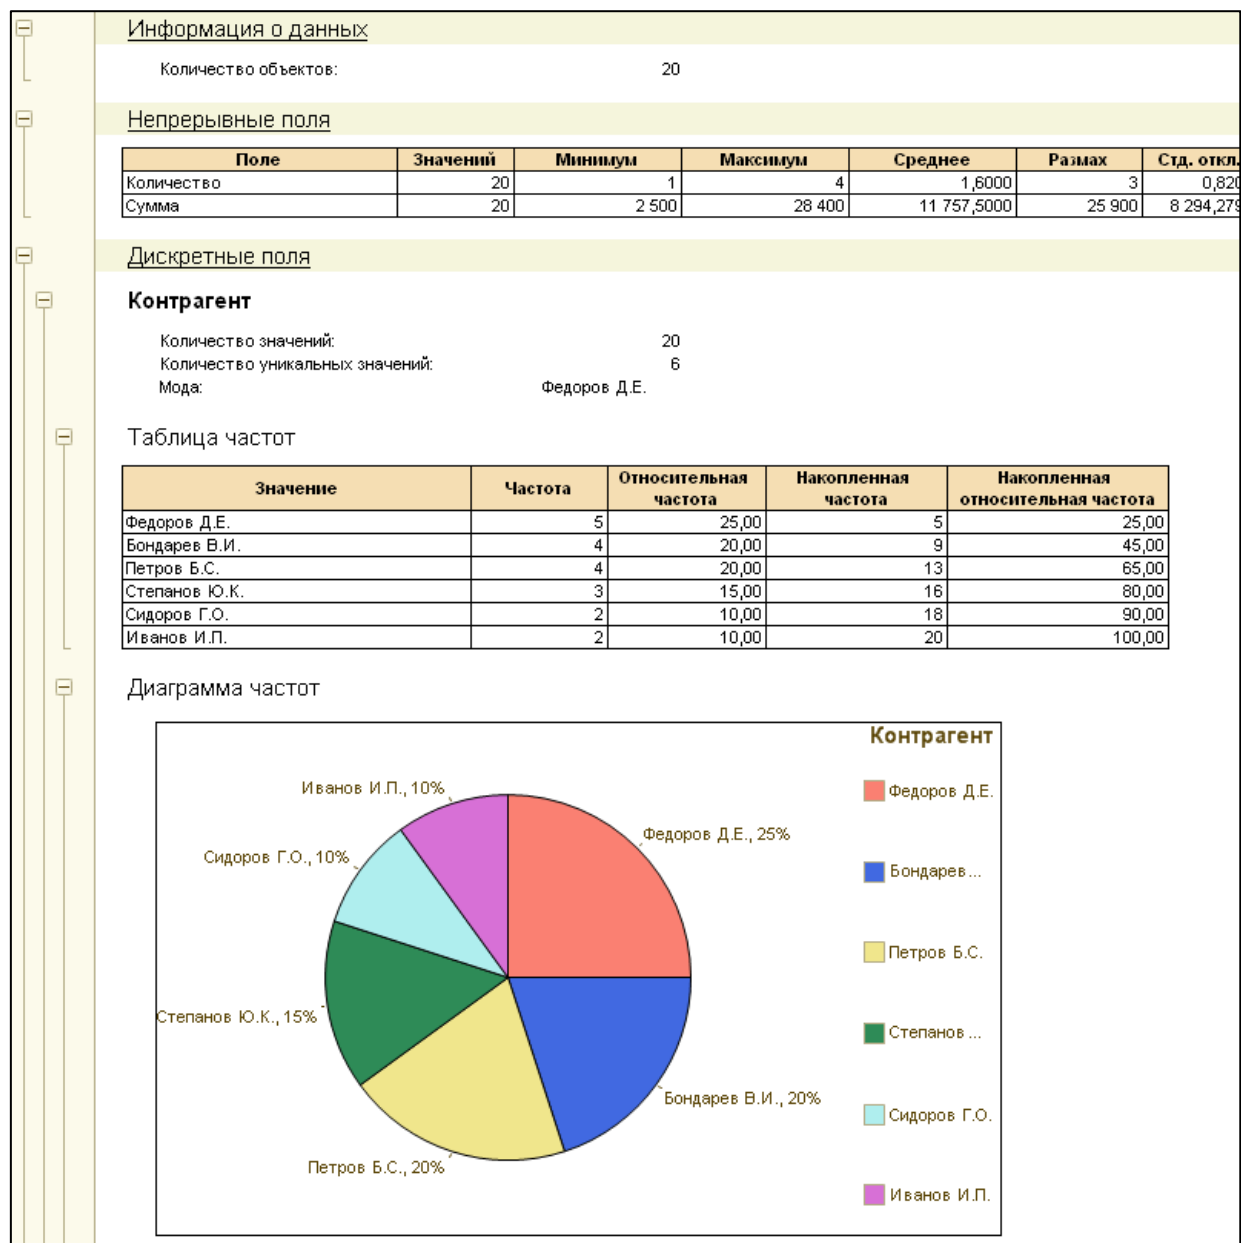 Информация о данных
Количество объектов: 20
Непрерывные поля
Поле Значений Минимум Максимум Среднее Размах Стд. откл.
Количество 20 1 4 1,6000 3 0,820
Сумма 20 2 500 28 400 11 757,5000 25 900 8 294,279
Дискретные поля
Контрагент
Количество значений: 20
Количество уникальных значений: 6
Мода: Федоров Д.Е.
Таблица частот
Значение Частота Относительная частота Накопленная частота Накопленная относительная частота
Федоров Д.Е. 5 25,00 5 25,00
Бондарев В.И. 4 20,00 9 45,00
Петров Б.С. 4 20,00 13 65,00
Степанов Ю.К. 3 15,00 16 80,00
Сидоров Г.О. 2 10,00 18 90,00
Иванов И.П. 2 10,00 20 100,00
Диаграмма частот
Контрагент
Иванов И.П., 10%
Федоров Д.Е., 25%
Сидоров Г.О., 10%
Степанов Ю.К., 15%
Бондарев В.И., 20%
Петров Б.С., 20%
Федоров Д.Е.
Бондарев ...
Петров Б.С.
Степанов ...
Сидоров Г.О.
Иванов И.П.